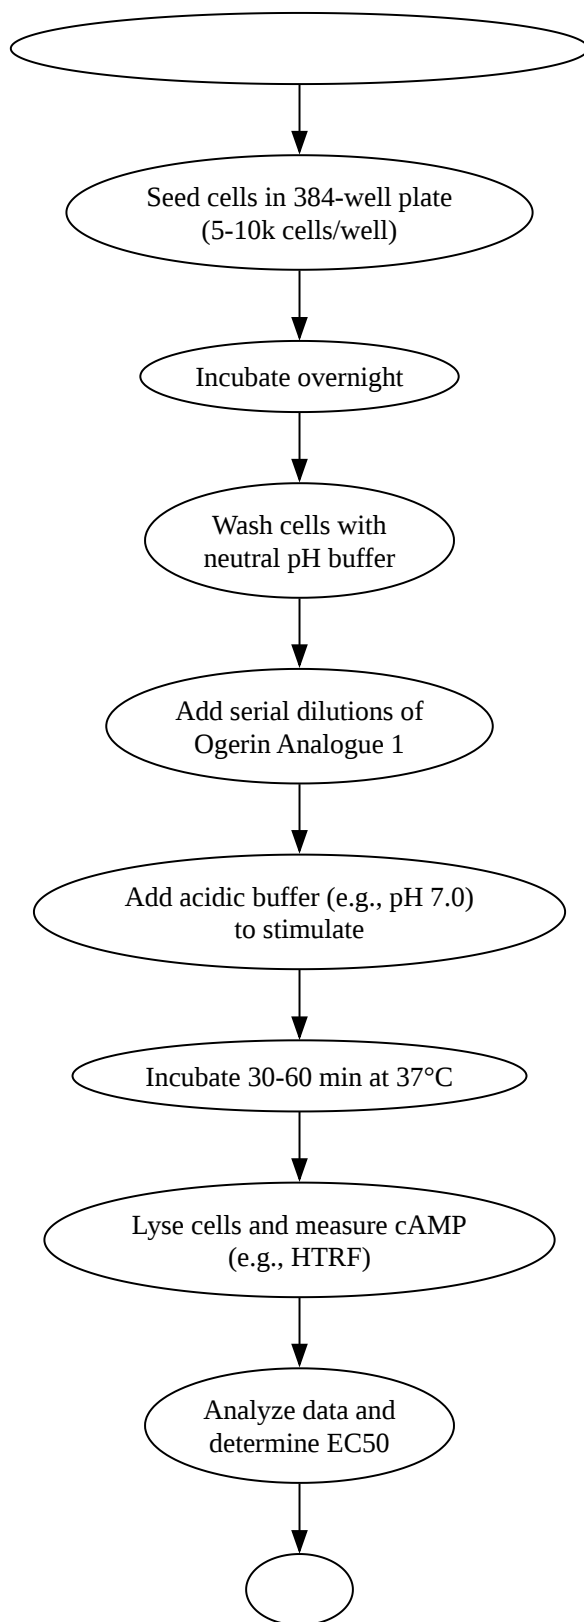 Seed cells in 384-well plate
(5-10k cells/well)
Incubate overnight
Wash cells with
neutral pH buffer
Add serial dilutions of
Ogerin Analogue 1
Add acidic buffer (e.g., pH 7.0)
to stimulate
Incubate 30-60 min at 37°C
Lyse cells and measure cAMP
(e.g., HTRF)
Analyze data and
determine EC50